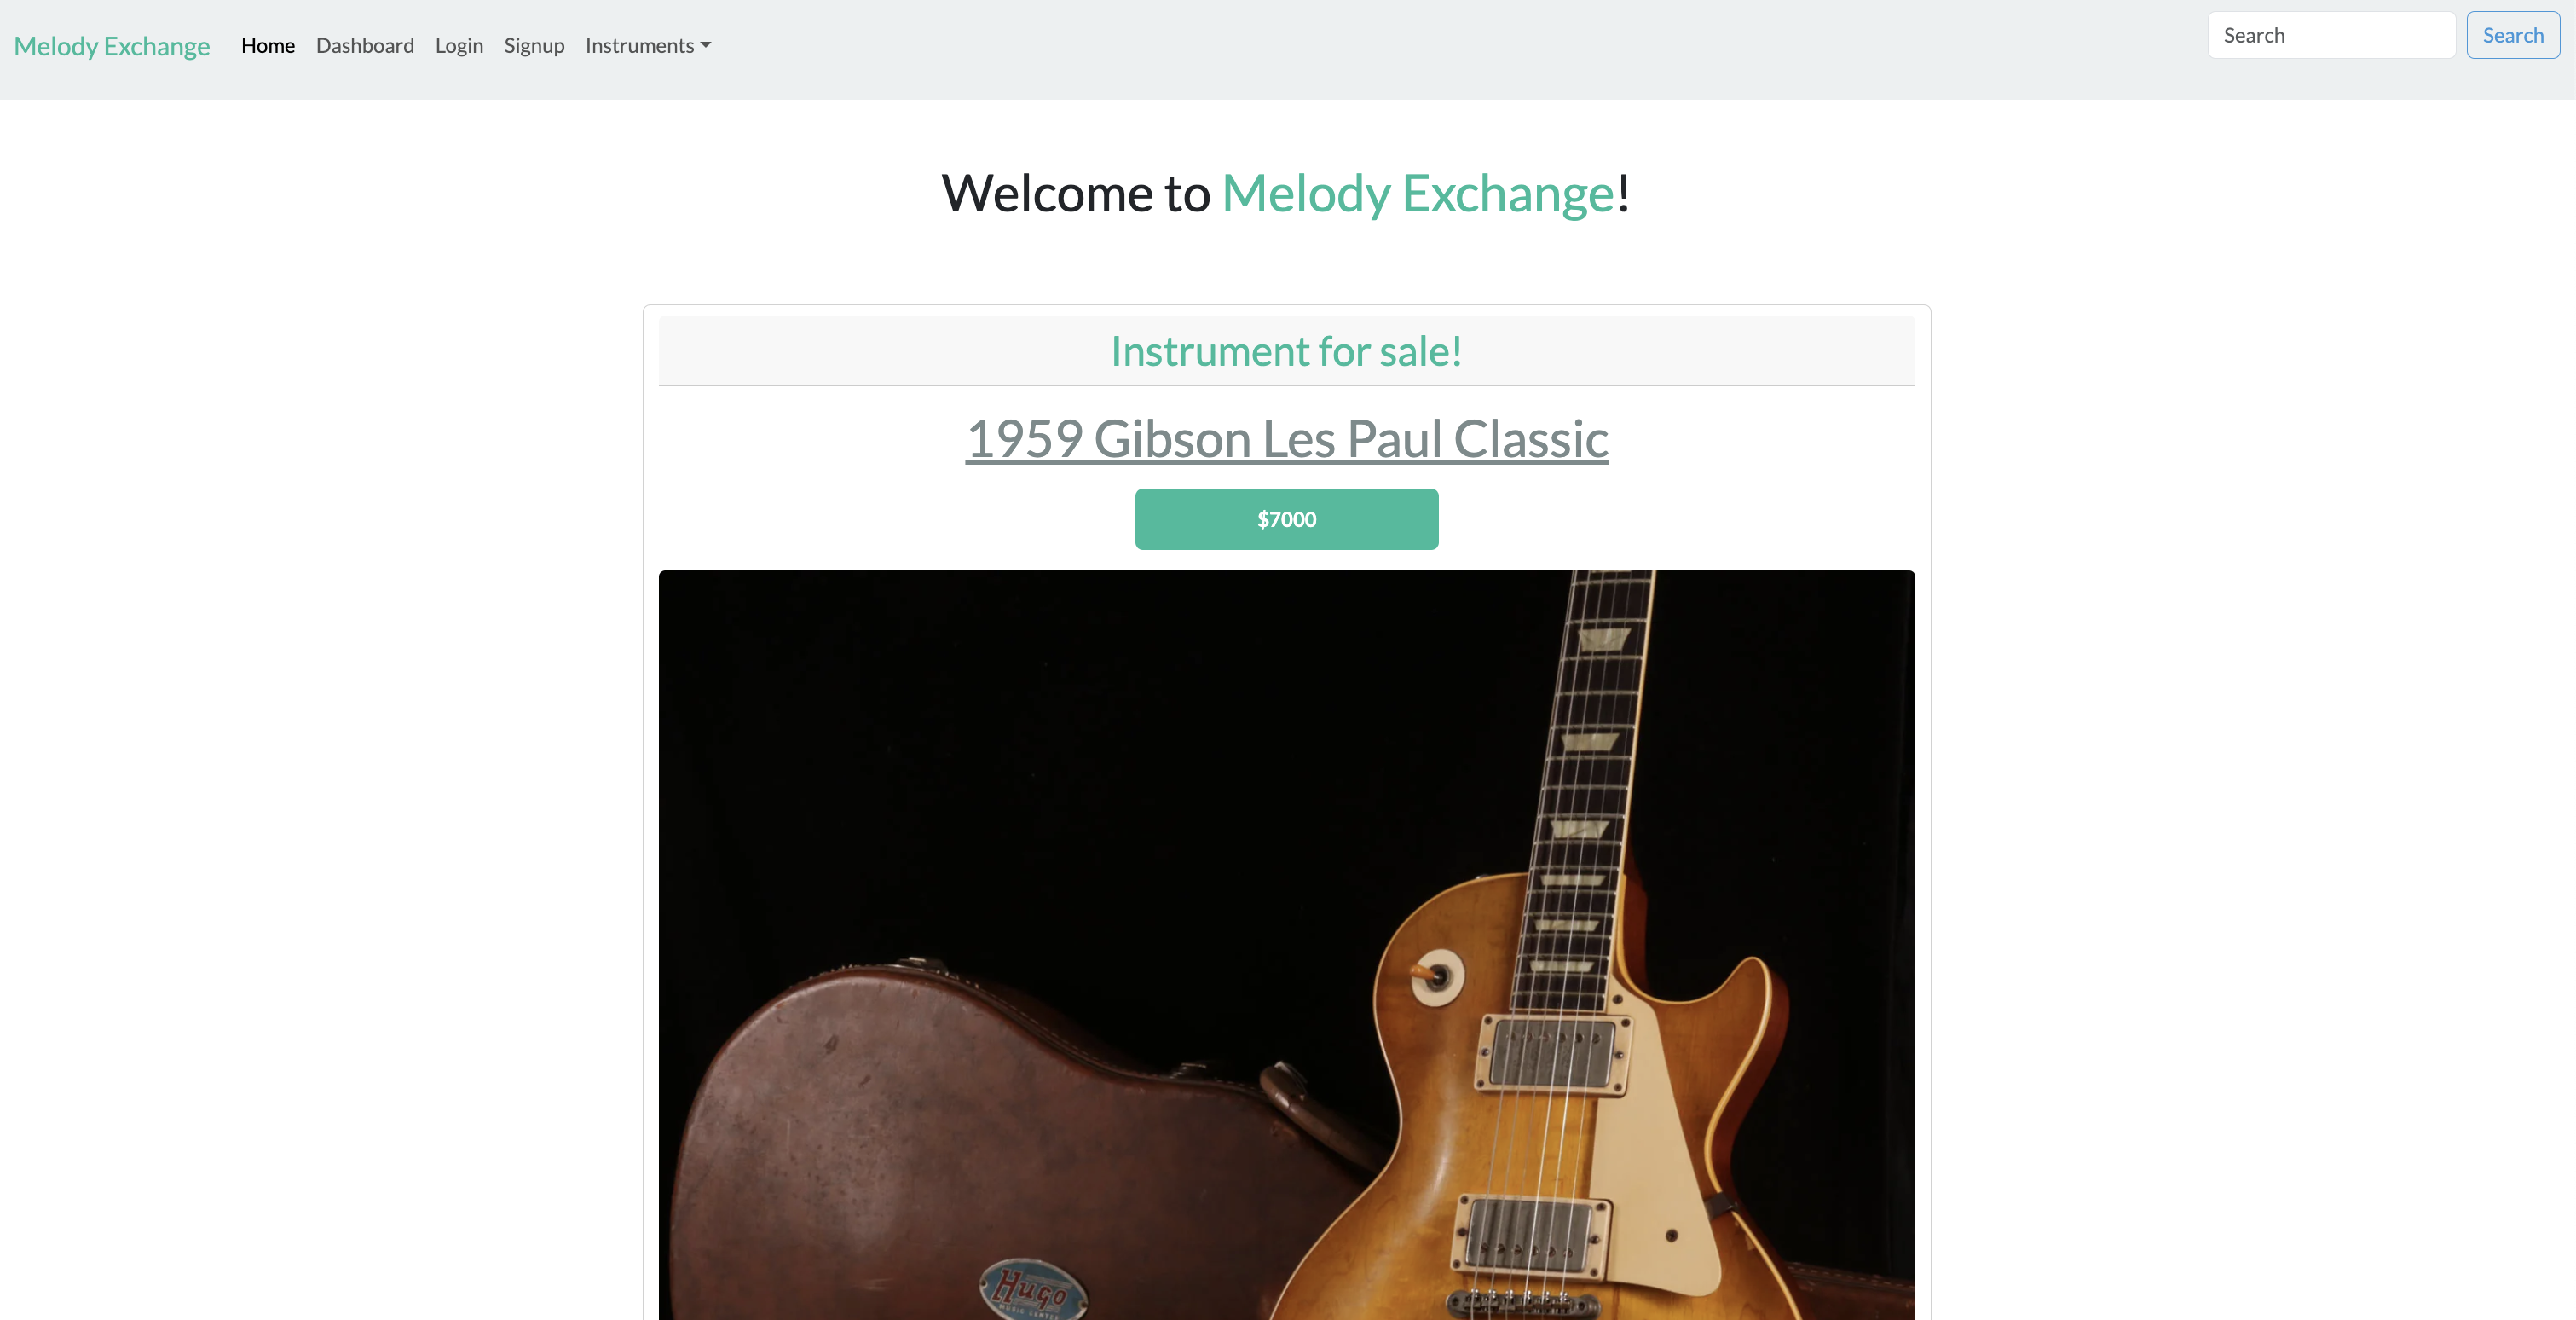 Melody Exchange Home Dashboard Login Signup Instruments Search Search
Welcome to Melody Exchange!
Instrument for sale!
1959 Gibson Les Paul Classic
$7000
Hugo
MUSIC CENTER